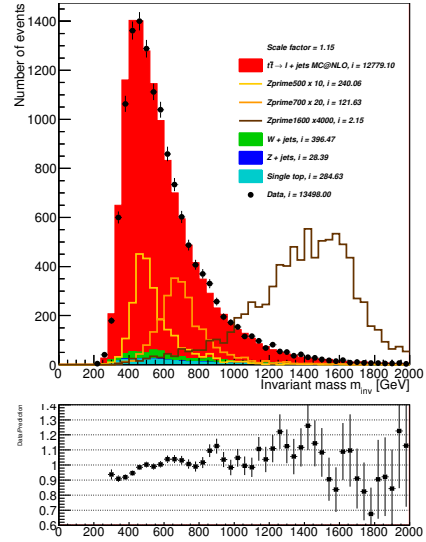 Number of events
1400
1200
1000
800
600
400
200
0
Scale factor = 1.15
tt̄ → l + jets MC@NLO, i = 12779.10
Zprime500 x 10, i = 240.06
Zprime700 x 20, i = 121.63
Zprime1600 x4000, i = 2.15
W + jets, i = 396.47
Z + jets, i = 28.39
Single top, i = 284.63
Data, i = 13498.00
0 200 400 600 800 1000 1200 1400 1600 1800 2000
Invariant mass m_inv [GeV]
Data/Prediction
1.4
1.3
1.2
1.1
1
0.9
0.8
0.7
0.6
0 200 400 600 800 1000 1200 1400 1600 1800 2000